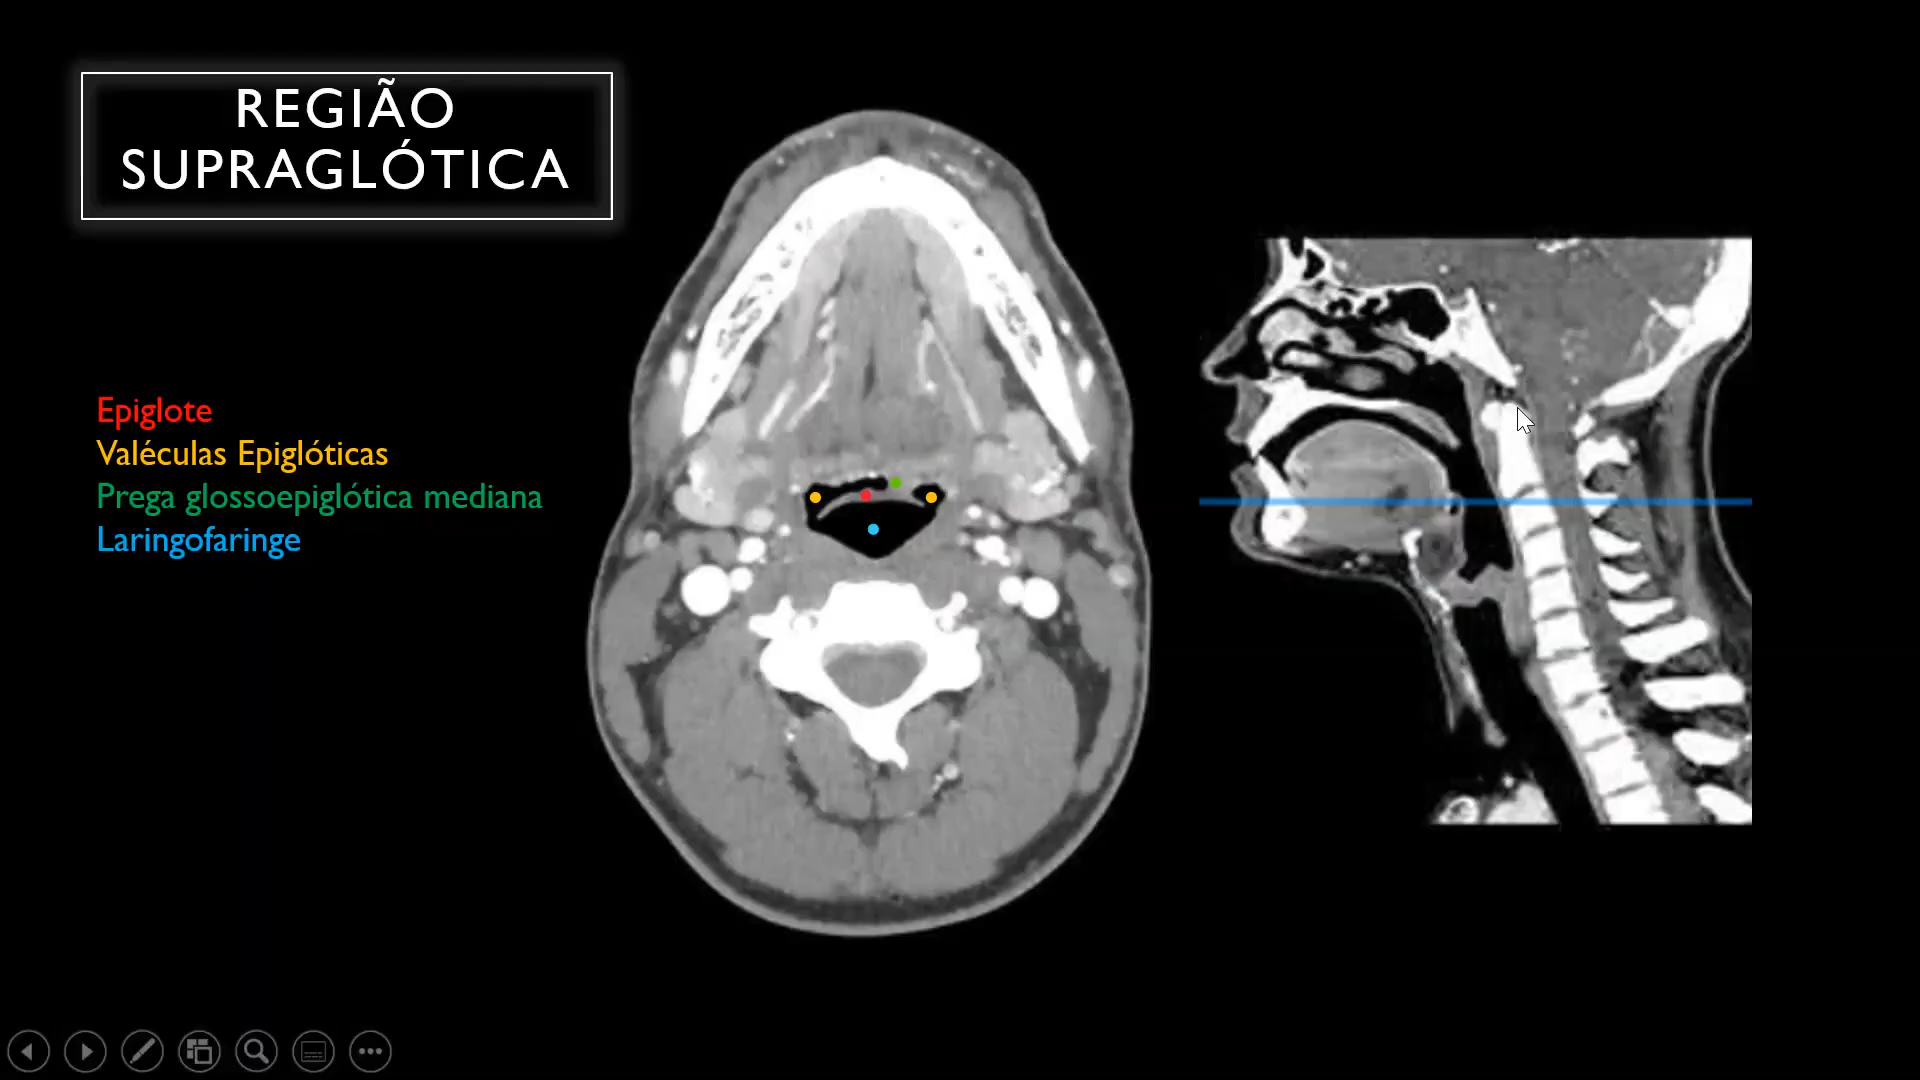 REGIÃO
SUPRAGLÓTICA
Epiglote
Valéculas Epiglóticas
Prega glossoepiglótica mediana
Laringofaringe